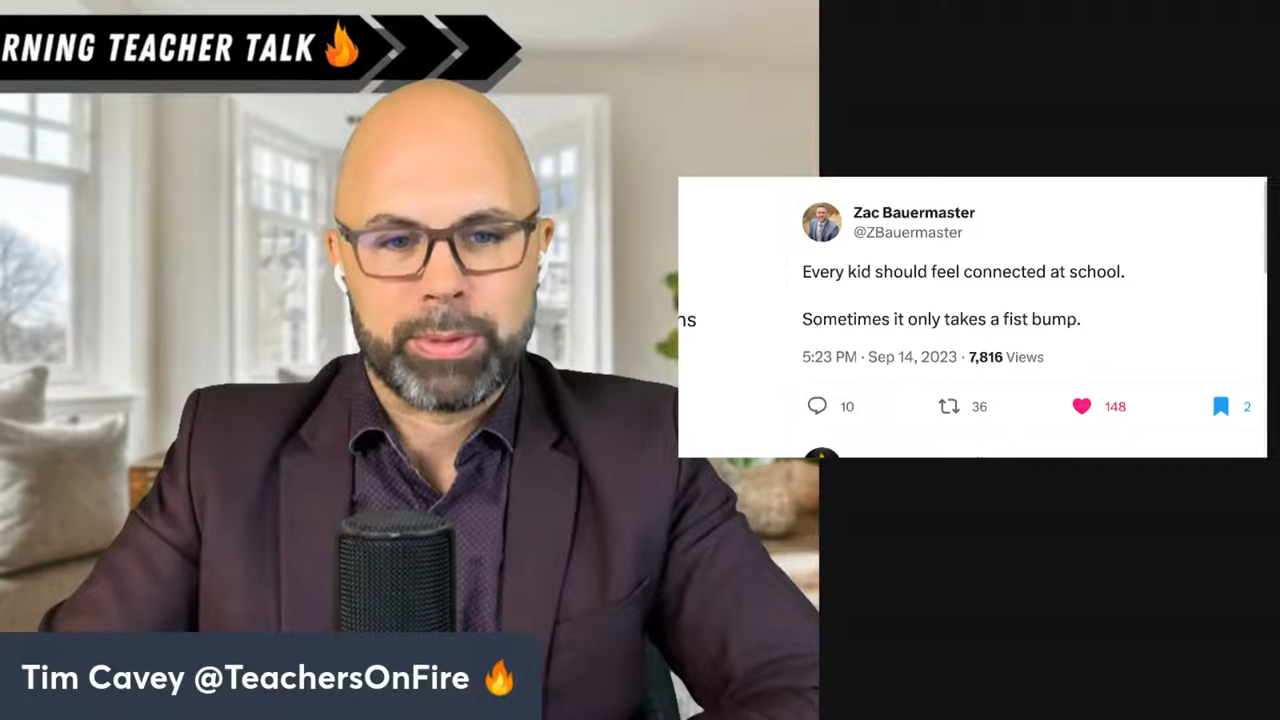 RNING TEACHER TALK🔥
Zac Bauermaster
@ZBauermaster
Every kid should feel connected at school.
ns
Sometimes it only takes a fist bump.
5:23 PM · Sep 14, 2023 · 7,816 Views
10 36 148 2
Tim Cavey @TeachersOnFire 🔥